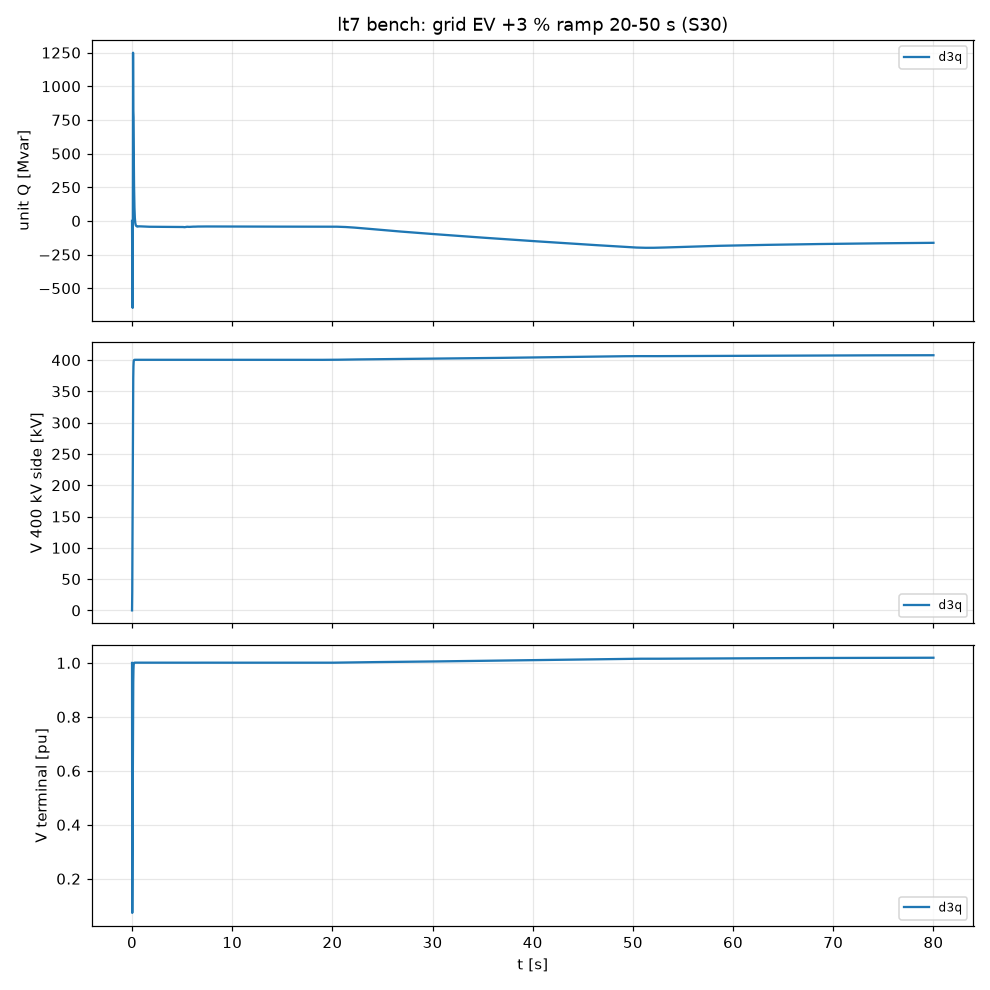 lt7 bench: grid EV +3 % ramp 20-50 s (S30)
unit Q [Mvar]
1250
1000
750
500
250
0
−250
−500
d3q
V 400 kV side [kV]
400
350
300
250
200
150
100
50
0
d3q
V terminal [pu]
1.0
0.8
0.6
0.4
0.2
d3q
0 10 20 30 40 50 60 70 80
t [s]